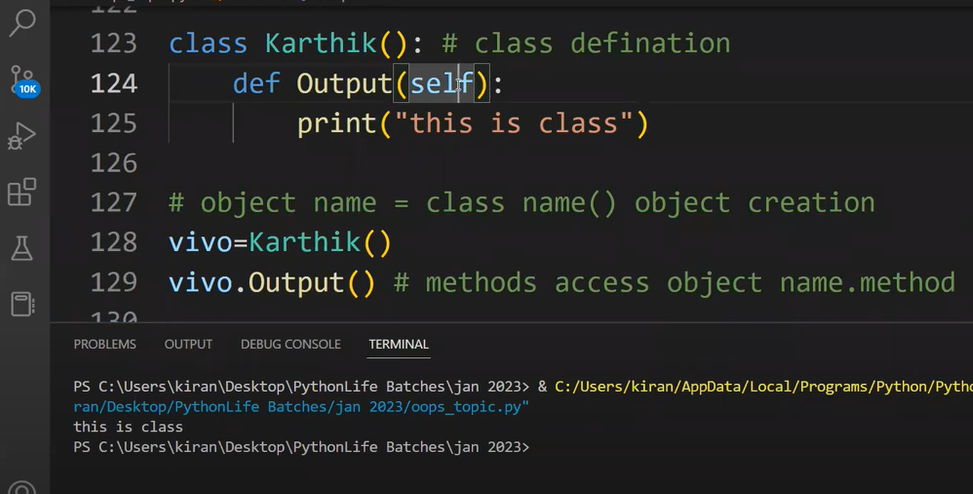 122
123 class Karthik(): # class defination
124 def Output(self):
125 print("this is class")
126
127 # object name = class name() object creation
128 vivo=Karthik()
129 vivo.Output() # methods access object name.method
130
10K
PROBLEMS OUTPUT DEBUG CONSOLE TERMINAL
PS C:\Users\kiran\Desktop\PythonLife Batches\jan 2023> & C:/Users/kiran/AppData/Local/Programs/Python/Pytho
ran/Desktop/PythonLife Batches/jan 2023/oops_topic.py"
this is class
PS C:\Users\kiran\Desktop\PythonLife Batches\jan 2023>